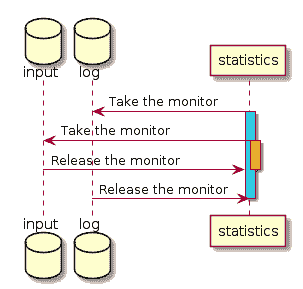 input log statistics
Take the monitor
Take the monitor
Release the monitor
Release the monitor
input log statistics